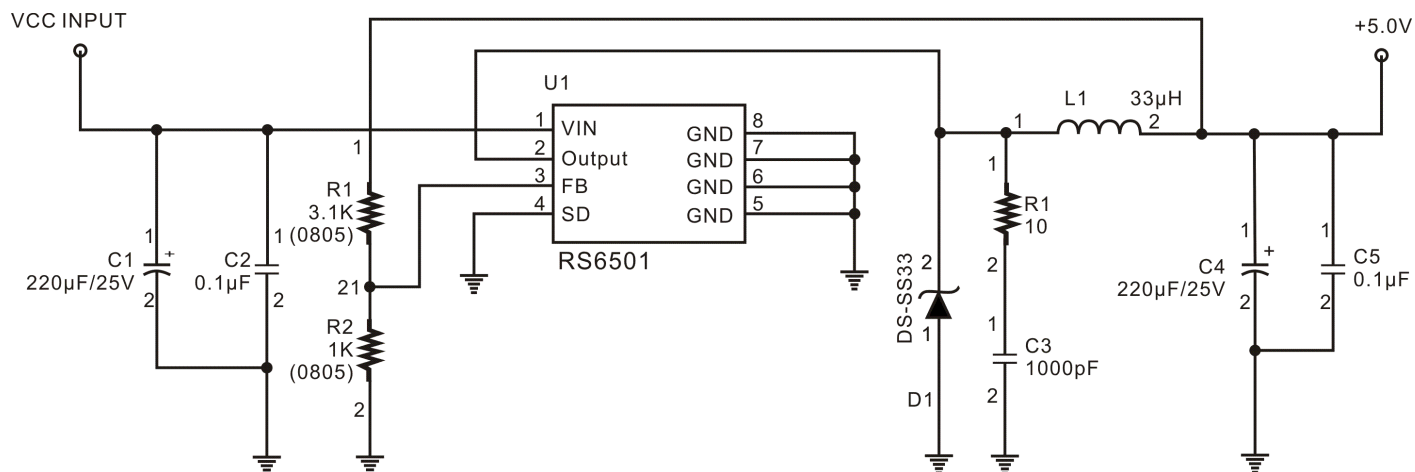 VCC INPUT
+5.0V
U1
L1 33µH
1 VIN
2 Output
3 FB
4 SD
GND 8
GND 7
GND 6
GND 5
RS6501
1
R1
3.1K
(0805)
21
R2
1K
(0805)
2
1
C1 +
220µF/25V
2
1
C2
0.1µF
2
1
2
1
R1
10
2
1
C3
1000pF
2
2
DS-SS33
1
D1
1
+
C4
220µF/25V
2
1
C5
0.1µF
2